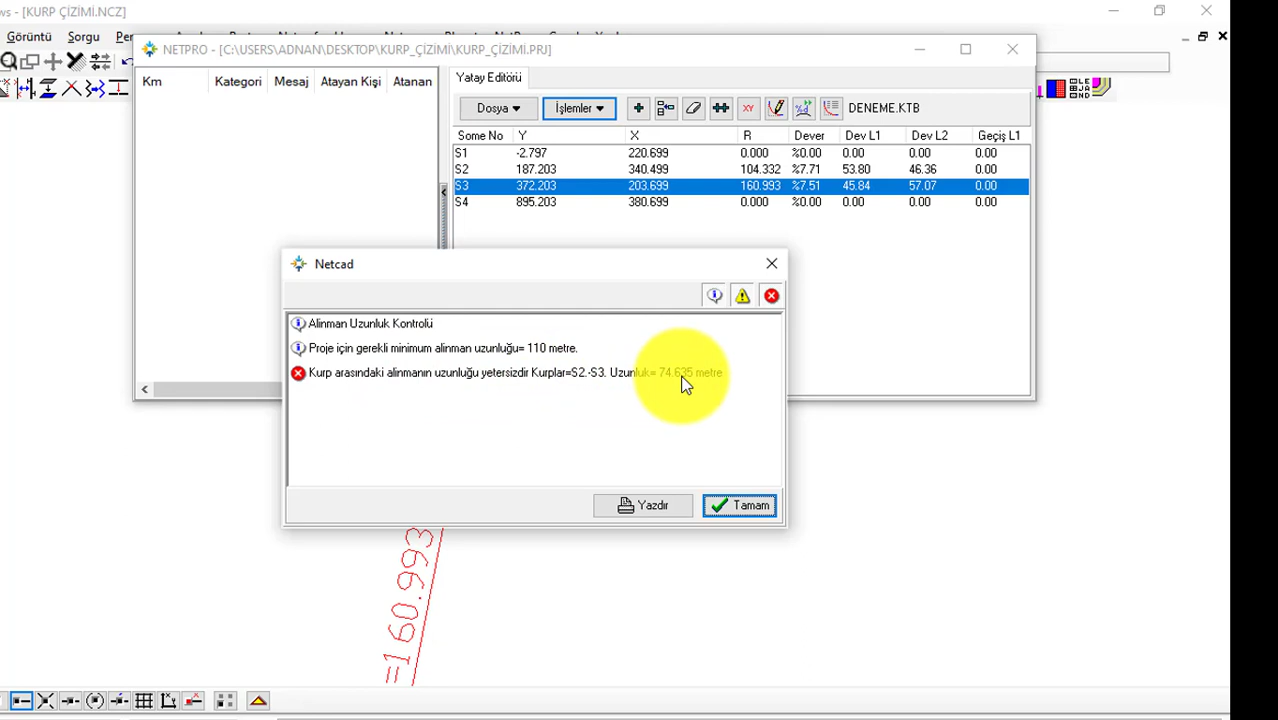 ws - [KURP ÇİZİMİ.NCZ]
Görüntü Sorgu
NETPRO - [C:\USERS\ADNAN\DESKTOP\KURP_ÇİZİMİ\KURP_ÇİZİMİ.PRJ]
Km Kategori Mesaj Atayan Kişi Atanan
Yatay Editörü
Dosya İşlemler XY DENEME.KTB
Some No Y X R Dever Dev L1 Dev L2 Geçiş L1
S1 -2.797 220.699 0.000 %0.00 0.00 0.00 0.00
S2 187.203 340.499 104.332 %7.71 53.80 46.36 0.00
S3 372.203 203.699 160.993 %7.51 45.84 57.07 0.00
S4 895.203 380.699 0.000 %0.00 0.00 0.00 0.00
Netcad
Alinman Uzunluk Kontrolü
Proje için gerekli minimum alinman uzunluğu= 110 metre.
Kurp arasındaki alinmanın uzunluğu yetersizdir Kurplar=S2.-S3. Uzunluk= 74.635 metre
Yazdır Tamam
=160.993